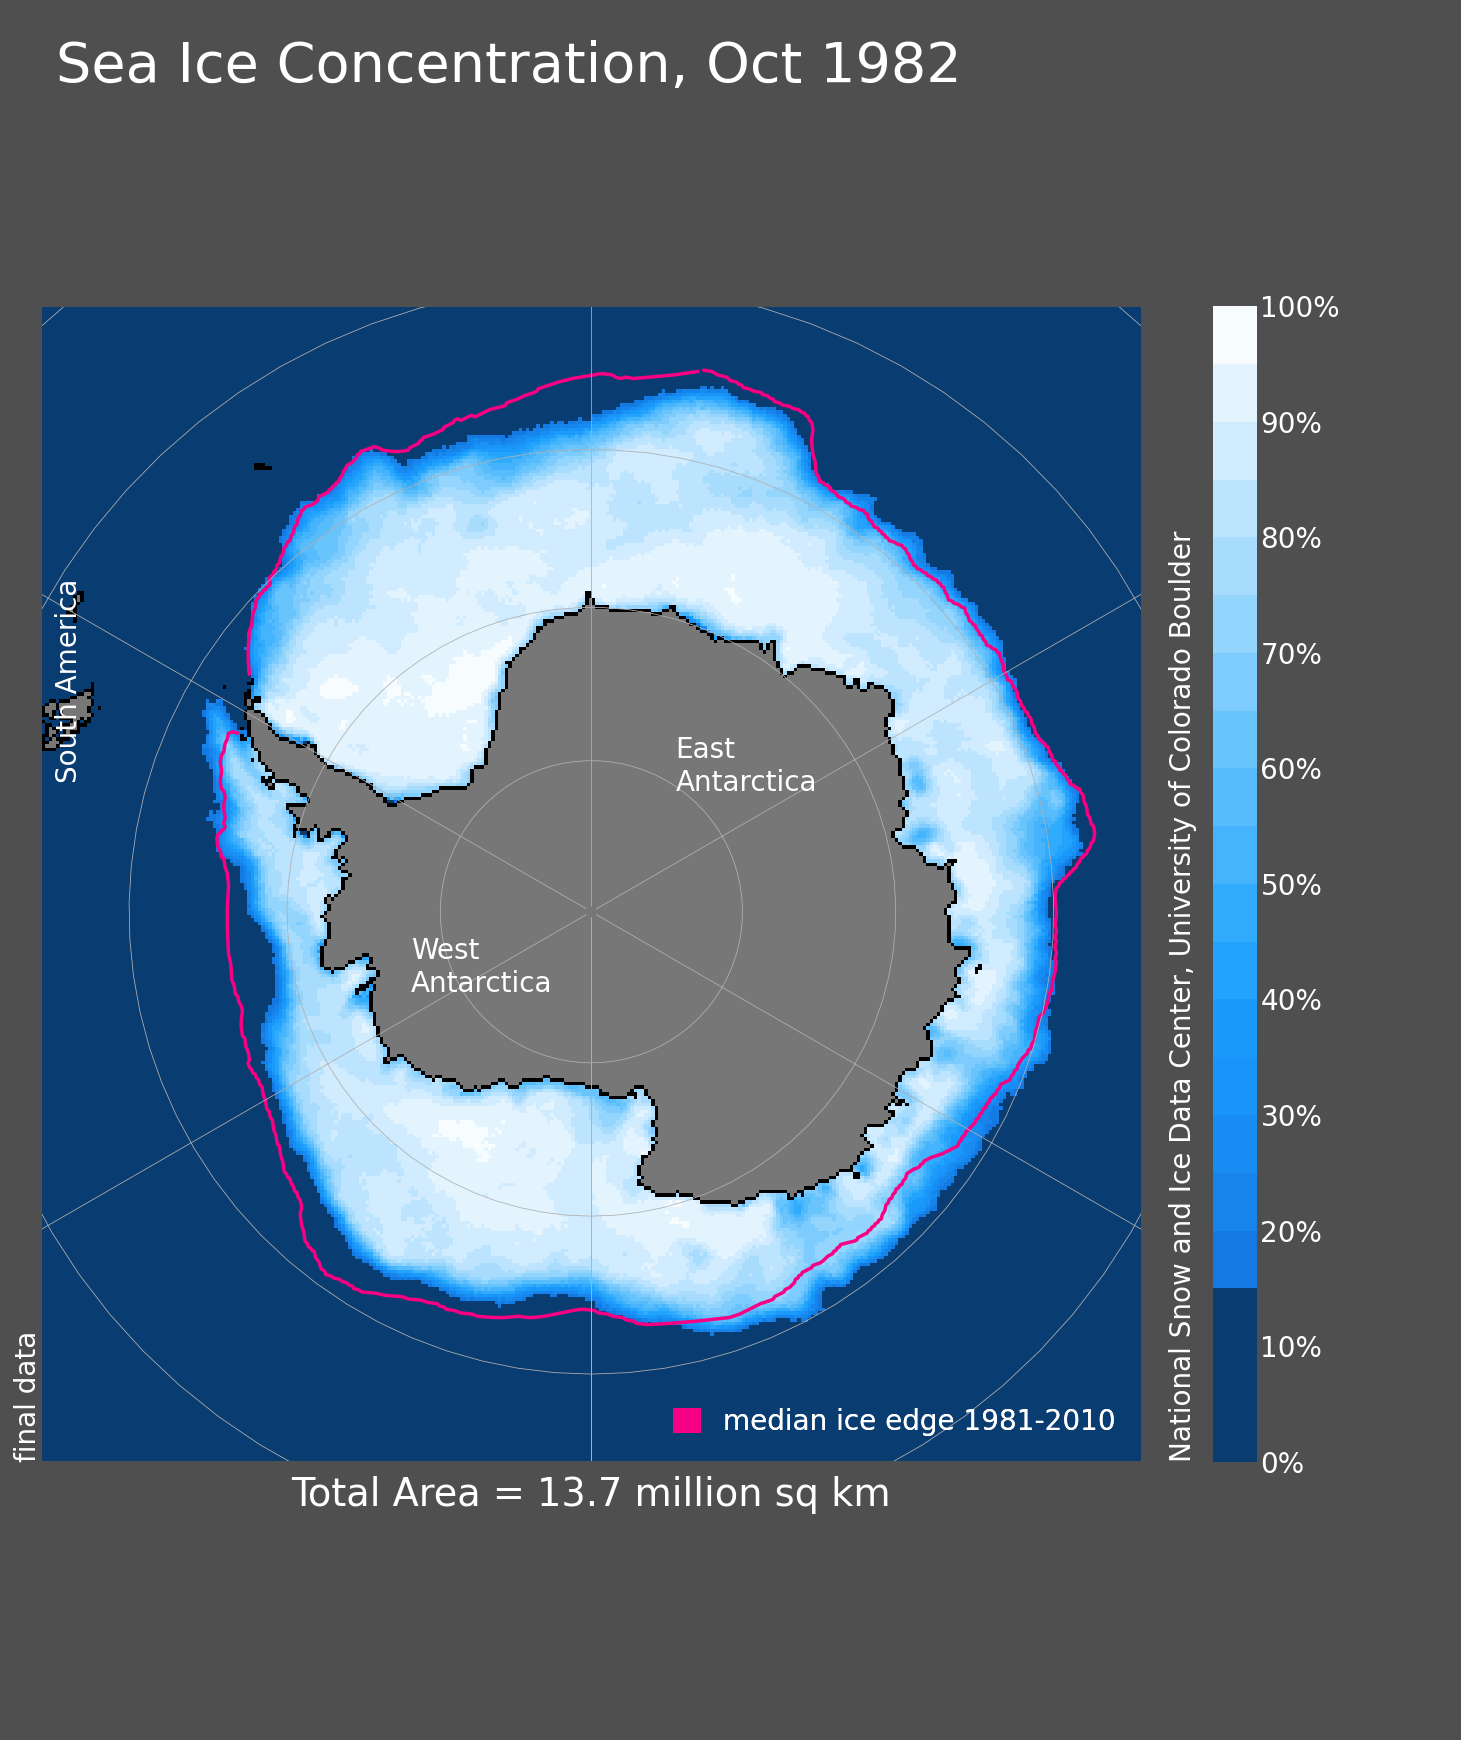 Sea Ice Concentration, Oct 1982
South America
East
Antarctica
West
Antarctica
final data
median ice edge 1981-2010
Total Area = 13.7 million sq km
National Snow and Ice Data Center, University of Colorado Boulder
100%
90%
80%
70%
60%
50%
40%
30%
20%
10%
0%